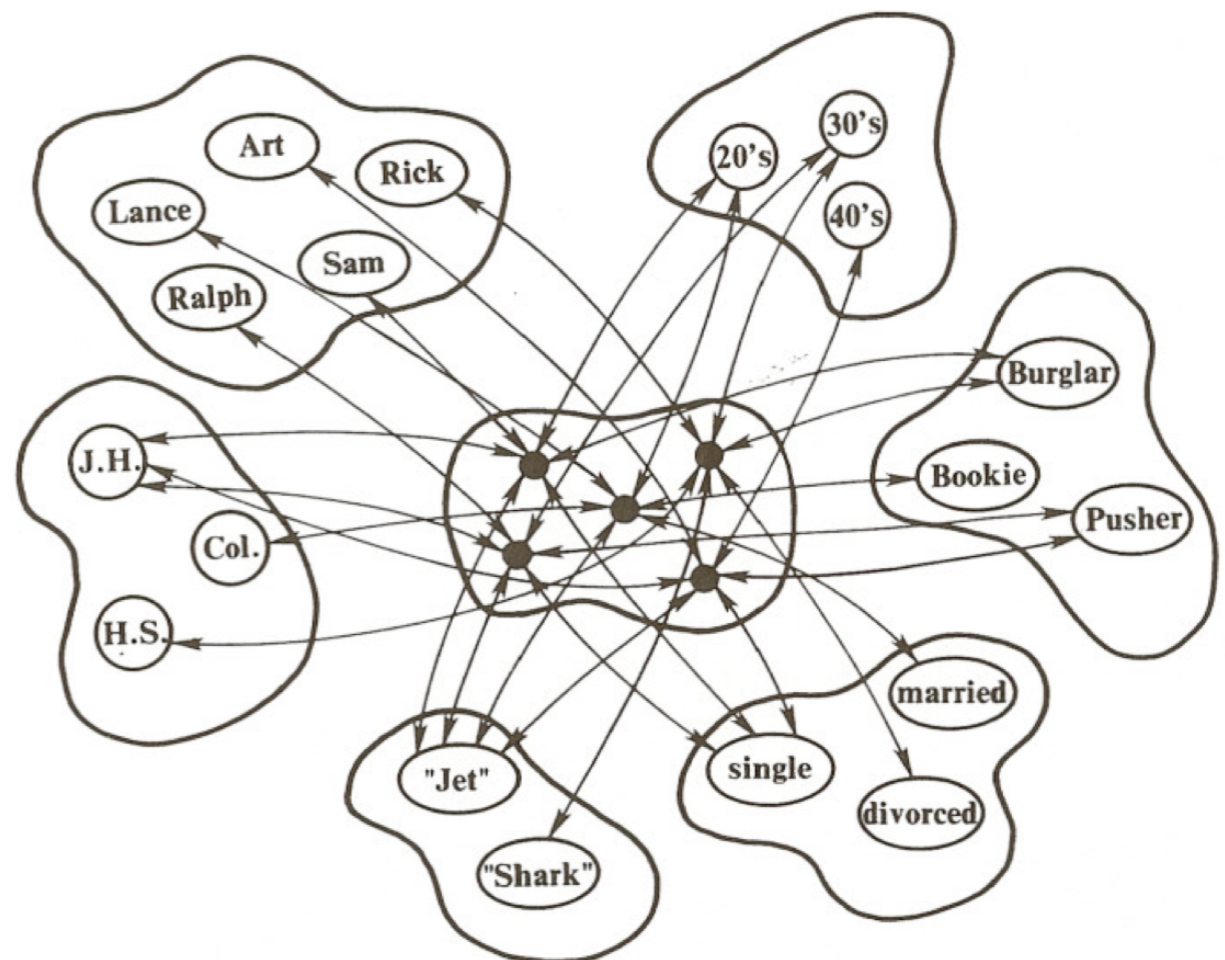 Art
Rick
Lance
Sam
Ralph
20's
30's
40's
Burglar
Bookie
Pusher
J.H.
Col.
H.S.
"Jet"
"Shark"
married
single
divorced